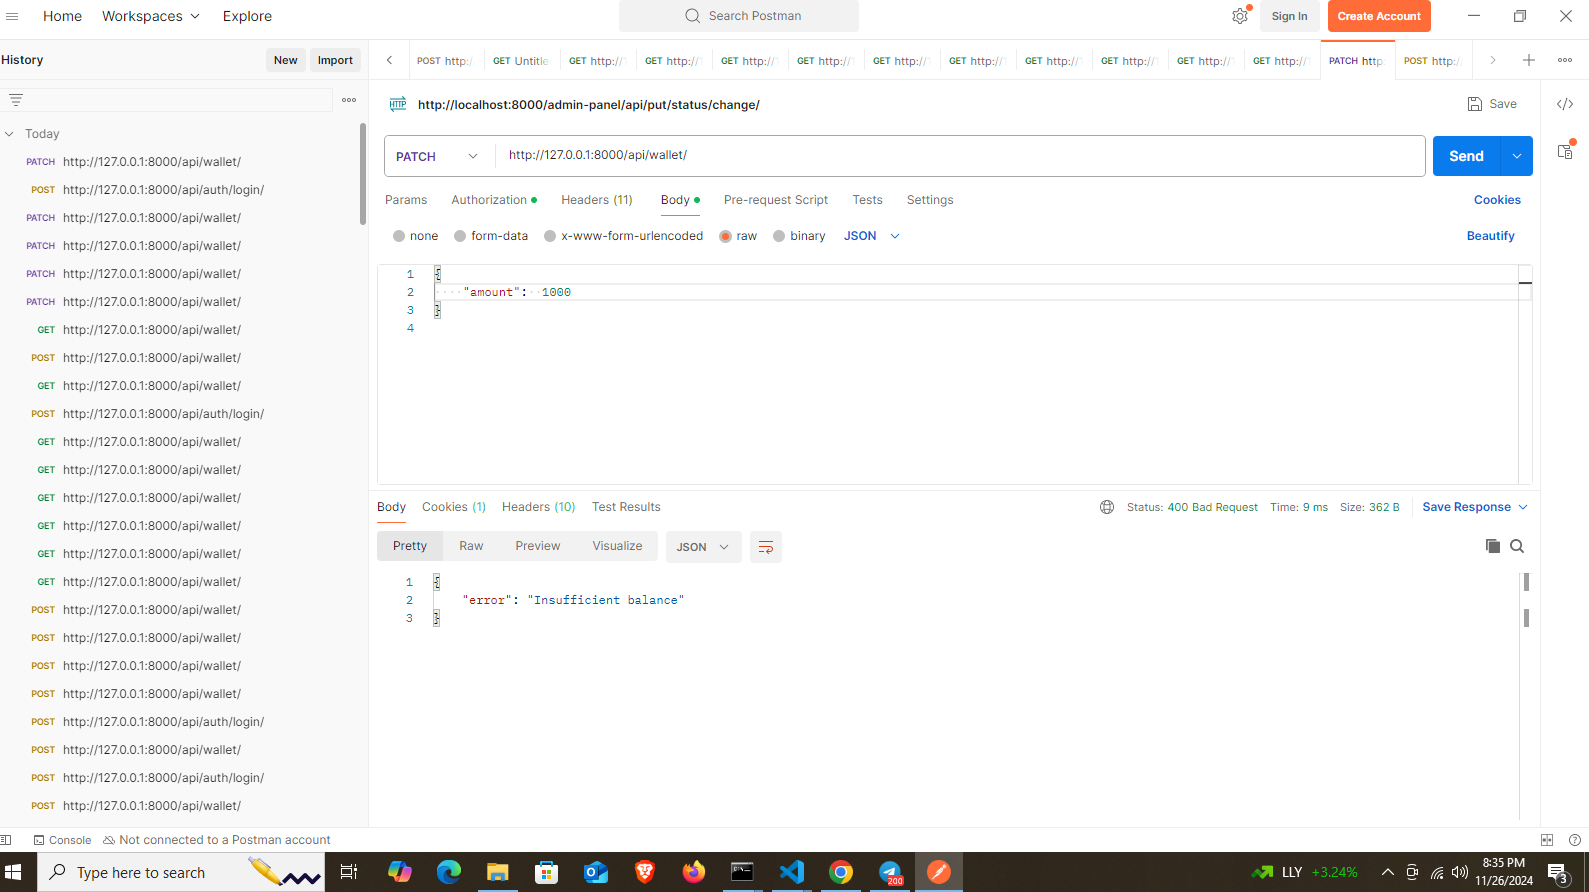 Home Workspaces Explore Search Postman Sign In Create Account
History New Import
POST http:/ GET Untitle GET http:// GET http:// GET http:// GET http:// GET http:// GET http:// GET http:// GET http:// GET http:// GET http:// PATCH http: POST http:/
HTTP http://localhost:8000/admin-panel/api/put/status/change/ Save
Today
PATCH http://127.0.0.1:8000/api/wallet/
POST http://127.0.0.1:8000/api/auth/login/
PATCH http://127.0.0.1:8000/api/wallet/
PATCH http://127.0.0.1:8000/api/wallet/
PATCH http://127.0.0.1:8000/api/wallet/
PATCH http://127.0.0.1:8000/api/wallet/
GET http://127.0.0.1:8000/api/wallet/
POST http://127.0.0.1:8000/api/wallet/
GET http://127.0.0.1:8000/api/wallet/
POST http://127.0.0.1:8000/api/auth/login/
GET http://127.0.0.1:8000/api/wallet/
GET http://127.0.0.1:8000/api/wallet/
GET http://127.0.0.1:8000/api/wallet/
GET http://127.0.0.1:8000/api/wallet/
GET http://127.0.0.1:8000/api/wallet/
GET http://127.0.0.1:8000/api/wallet/
POST http://127.0.0.1:8000/api/wallet/
POST http://127.0.0.1:8000/api/wallet/
POST http://127.0.0.1:8000/api/wallet/
POST http://127.0.0.1:8000/api/wallet/
POST http://127.0.0.1:8000/api/auth/login/
POST http://127.0.0.1:8000/api/wallet/
POST http://127.0.0.1:8000/api/auth/login/
POST http://127.0.0.1:8000/api/wallet/
PATCH http://127.0.0.1:8000/api/wallet/ Send
Params Authorization Headers (11) Body Pre-request Script Tests Settings Cookies
none form-data x-www-form-urlencoded raw binary JSON Beautify
1 {
2 "amount": 1000
3 }
4
Body Cookies (1) Headers (10) Test Results Status: 400 Bad Request Time: 9 ms Size: 362 B Save Response
Pretty Raw Preview Visualize JSON
1 {
2 "error": "Insufficient balance"
3 }
Console Not connected to a Postman account
Type here to search 200 LLY +3.24% 8:35 PM
11/26/2024 3